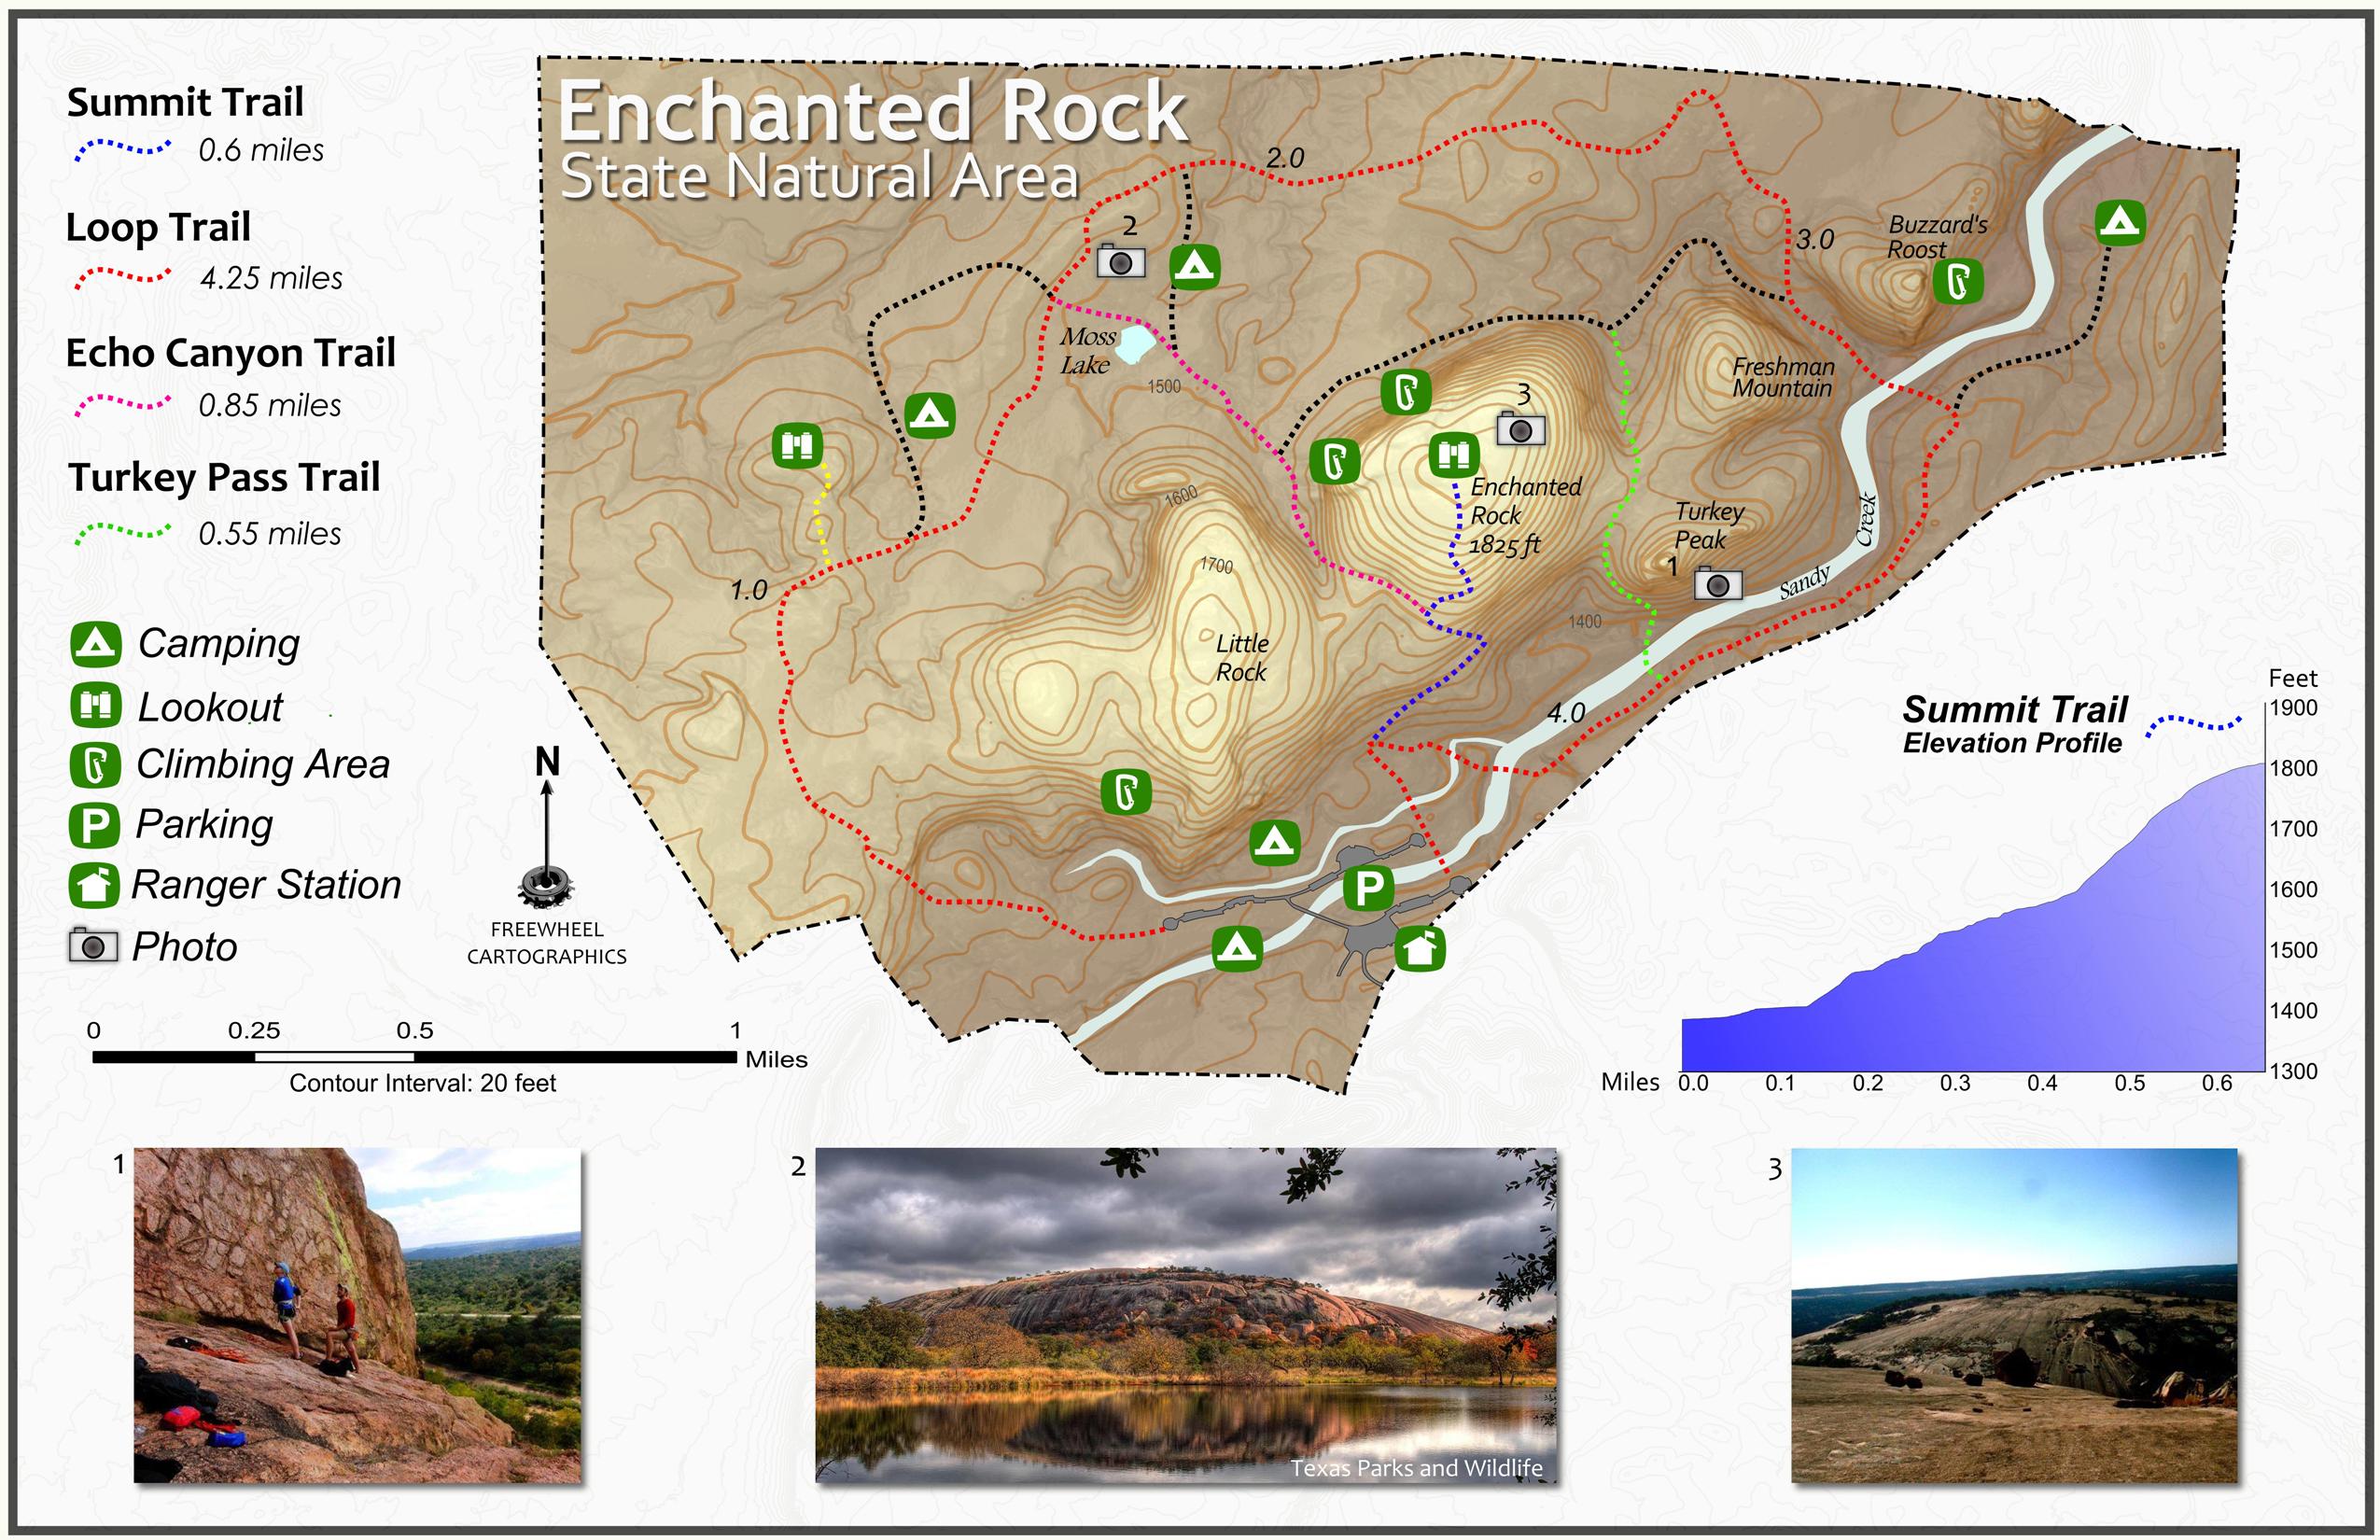 Enchanted Rock
State Natural Area
Summit Trail
0.6 miles
Loop Trail
4.25 miles
Echo Canyon Trail
0.85 miles
Turkey Pass Trail
0.55 miles
Camping
Lookout
Climbing Area
P
Parking
Ranger Station
Photo
N
FREEWHEEL
CARTOGRAPHICS
0 0.25 0.5 1
Miles
Contour Interval: 20 feet
2.0
2
3.0
Buzzard's
Roost
Moss
Lake
1500
Freshman
Mountain
3
Enchanted
Rock
1825 ft
1600
Turkey
Peak
1
Creek
Sandy
1.0
1700
1400
Little
Rock
4.0
P
Summit Trail
Elevation Profile
Feet
1900
1800
1700
1600
1500
1400
1300
Miles 0.0 0.1 0.2 0.3 0.4 0.5 0.6
1
2
3
Texas Parks and Wildlife